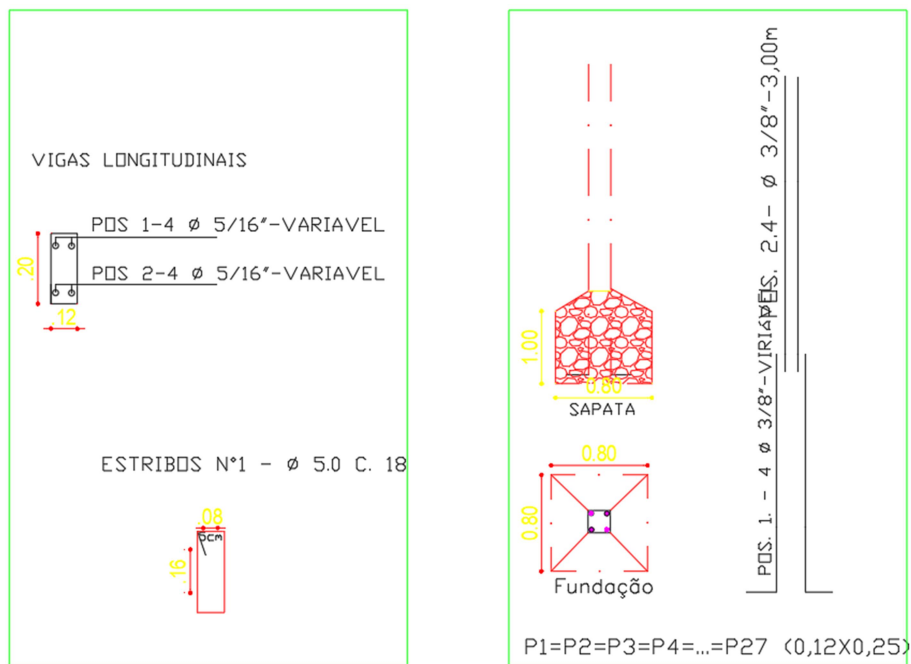 VIGAS LONGITUDINAIS
POS 1-4 Ø 5/16"-VARIAVEL
POS 2-4 Ø 5/16"-VARIAVEL
.20
.12
ESTRIBOS N°1 - Ø 5.0 C. 18
.08
5cm
.16
1.00
0.80
SAPATA
0.80
0.80
Fundação
POS. 2.4- Ø 3/8"-3,00m
POS. 1. - 4 Ø 3/8"-VIRIAVEL
P1=P2=P3=P4=...=P27 (0,12X0,25)